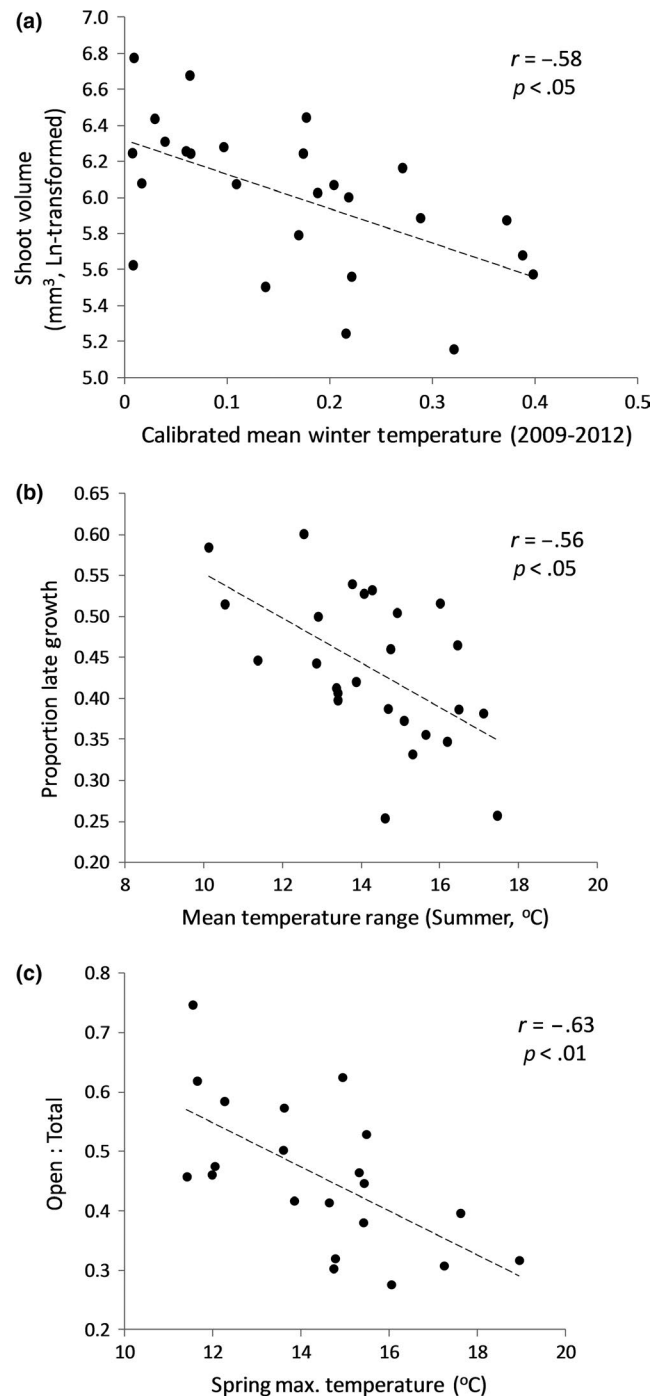 (a)
7.0
6.8
6.6
6.4
6.2
6.0
5.8
5.6
5.4
5.2
5.0
Shoot volume
(mm³, Ln-transformed)
r = –.58
p < .05
0 0.1 0.2 0.3 0.4 0.5
Calibrated mean winter temperature (2009-2012)
(b)
0.65
0.60
0.55
0.50
0.45
0.40
0.35
0.30
0.25
0.20
Proportion late growth
r = –.56
p < .05
8 10 12 14 16 18 20
Mean temperature range (Summer, ºC)
(c)
0.8
0.7
0.6
0.5
0.4
0.3
0.2
Open : Total
r = –.63
p < .01
10 12 14 16 18 20
Spring max. temperature (ºC)